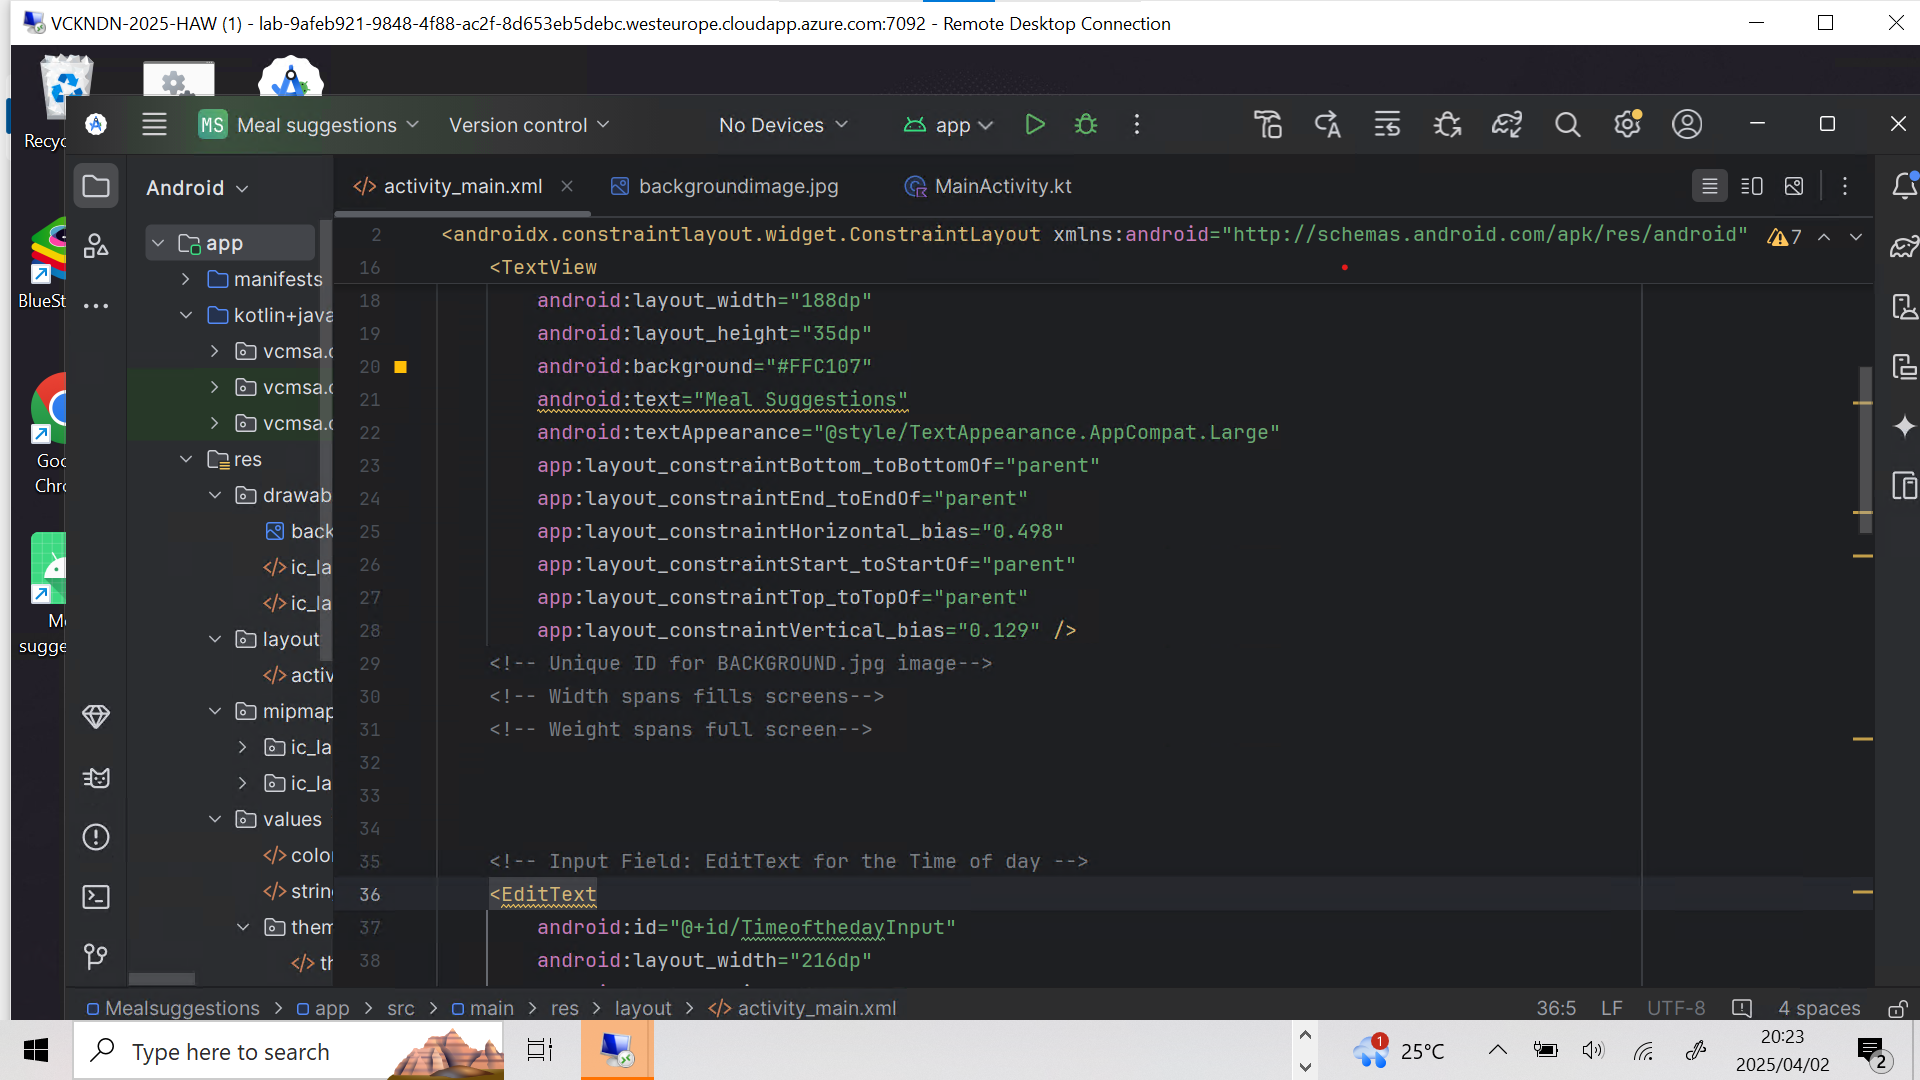 VCKNDN-2025-HAW (1) - lab-9afeb921-9848-4f88-ac2f-8d653eb5debc.westeurope.cloudapp.azure.com:7092 - Remote Desktop Connection
Recyc
BlueSt
Goo
Chro
Me
sugge
MS Meal suggestions
Version control
No Devices
app
Android
activity_main.xml
backgroundimage.jpg
MainActivity.kt
app
manifests
kotlin+java
vcmsa.c
vcmsa.c
vcmsa.c
res
drawab
back
ic_la
ic_la
layout
activ
mipmap
ic_la
ic_la
values
color
string
them
th
2 <androidx.constraintlayout.widget.ConstraintLayout xmlns:android="http://schemas.android.com/apk/res/android" 7
16 <TextView
18 android:layout_width="188dp"
19 android:layout_height="35dp"
20 android:background="#FFC107"
21 android:text="Meal Suggestions"
22 android:textAppearance="@style/TextAppearance.AppCompat.Large"
23 app:layout_constraintBottom_toBottomOf="parent"
24 app:layout_constraintEnd_toEndOf="parent"
25 app:layout_constraintHorizontal_bias="0.498"
26 app:layout_constraintStart_toStartOf="parent"
27 app:layout_constraintTop_toTopOf="parent"
28 app:layout_constraintVertical_bias="0.129" />
29 <!-- Unique ID for BACKGROUND.jpg image-->
30 <!-- Width spans fills screens-->
31 <!-- Weight spans full screen-->
32
33
34
35 <!-- Input Field: EditText for the Time of day -->
36 <EditText
37 android:id="@+id/TimeofthedayInput"
38 android:layout_width="216dp"
Mealsuggestions > app > src > main > res > layout > activity_main.xml
36:5 LF UTF-8 4 spaces
Type here to search
1
25°C
20:23
2025/04/02
2